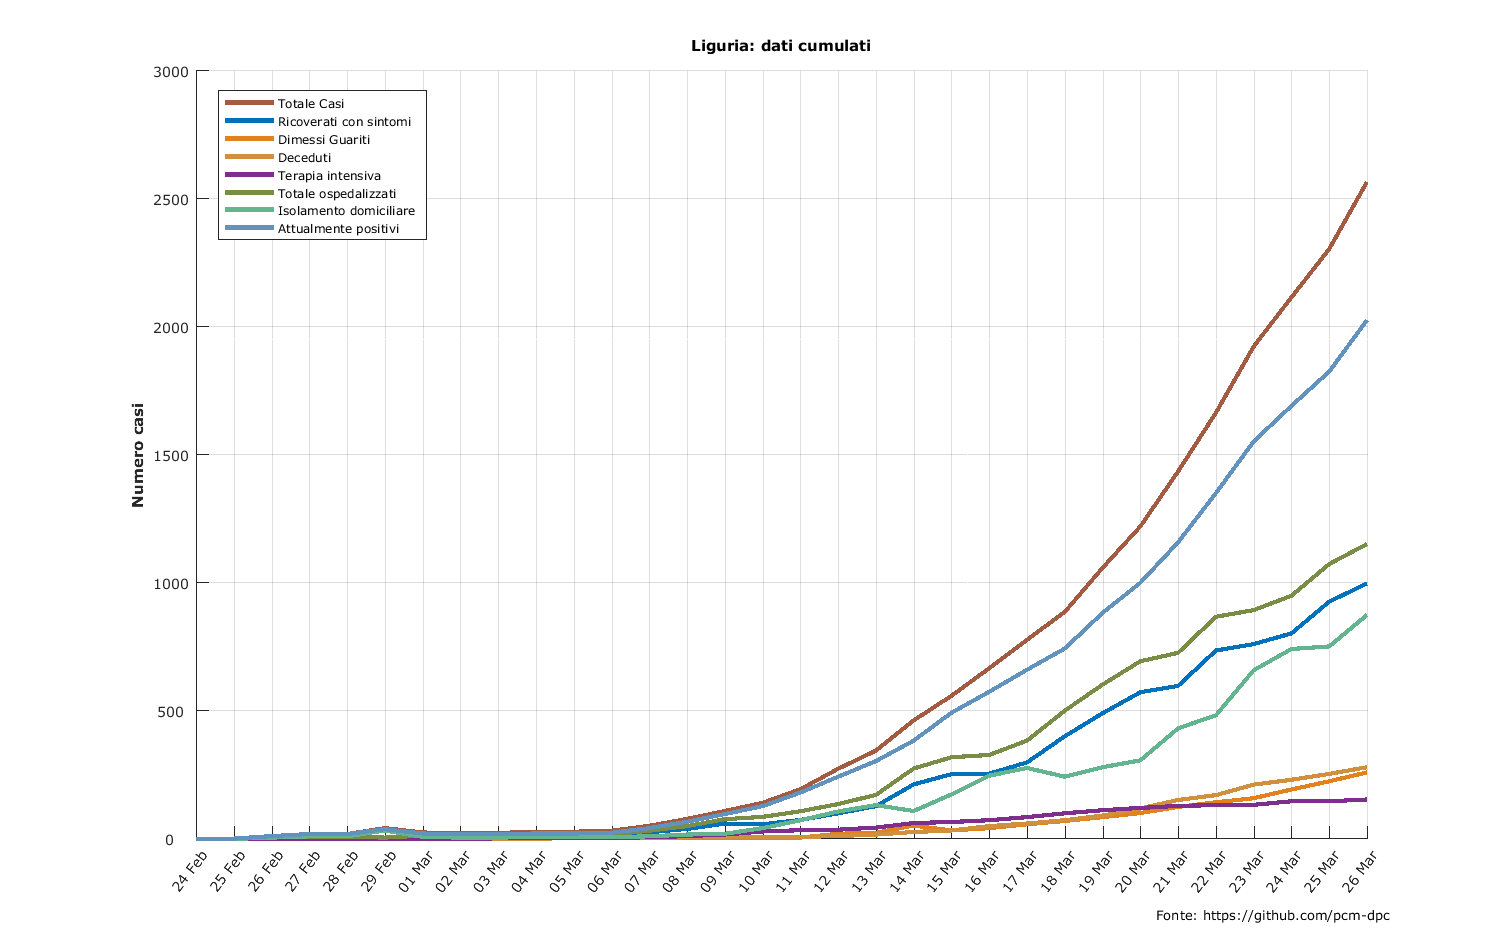 Liguria: dati cumulati
3000
2500
2000
1500
1000
500
0
Numero casi
Totale Casi
Ricoverati con sintomi
Dimessi Guariti
Deceduti
Terapia intensiva
Totale ospedalizzati
Isolamento domiciliare
Attualmente positivi
24 Feb
25 Feb
26 Feb
27 Feb
28 Feb
29 Feb
01 Mar
02 Mar
03 Mar
04 Mar
05 Mar
06 Mar
07 Mar
08 Mar
09 Mar
10 Mar
11 Mar
12 Mar
13 Mar
14 Mar
15 Mar
16 Mar
17 Mar
18 Mar
19 Mar
20 Mar
21 Mar
22 Mar
23 Mar
24 Mar
25 Mar
26 Mar
Fonte: https://github.com/pcm-dpc